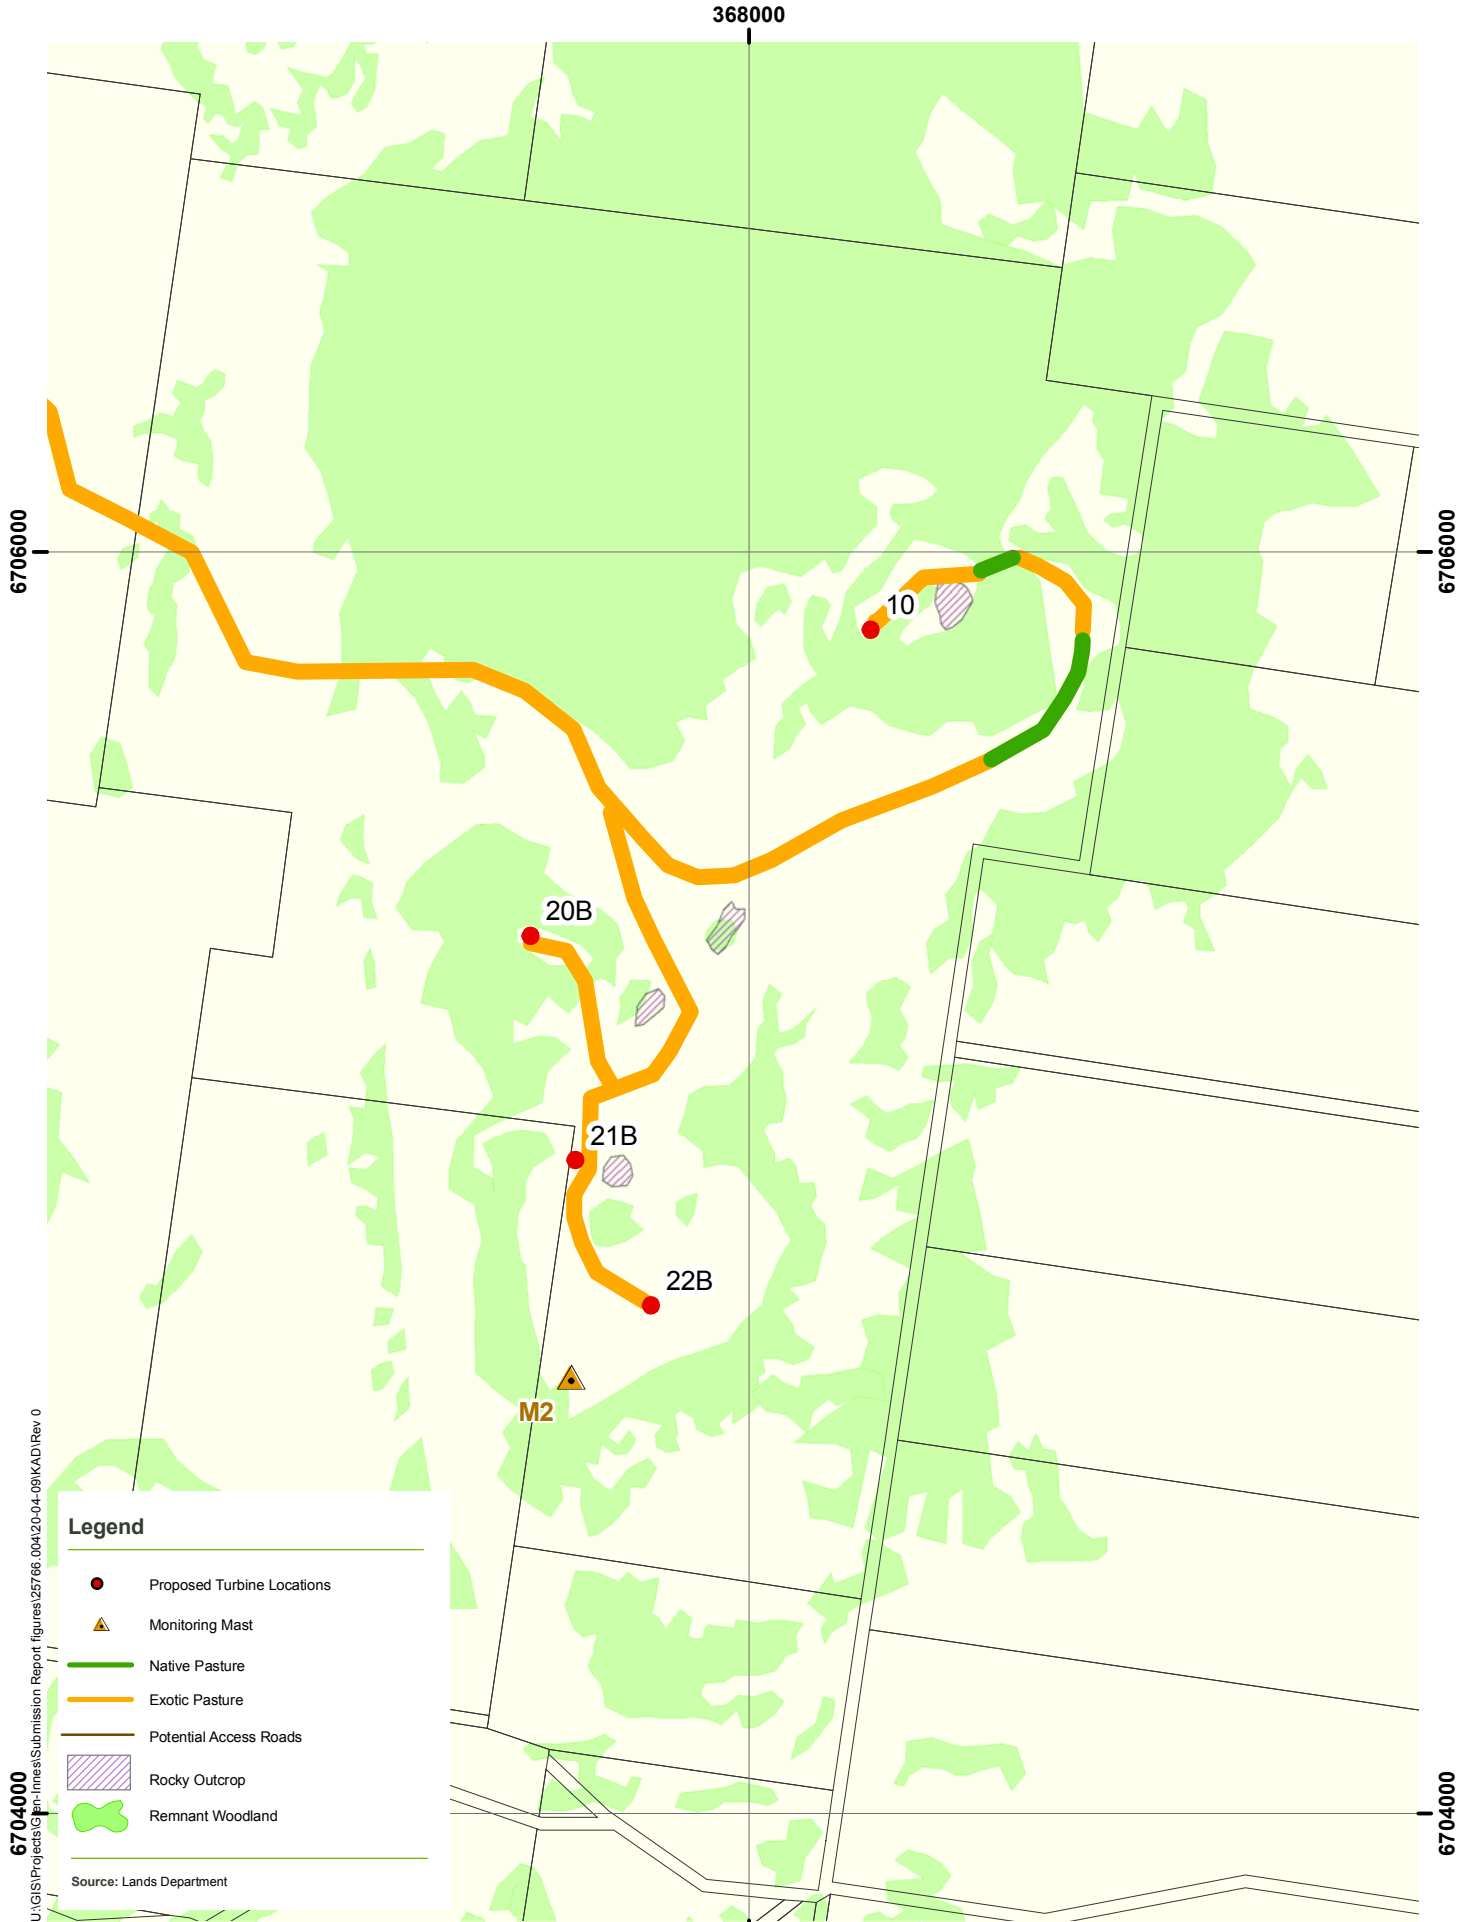 368000
6706000
6706000
10
20B
21B
22B
M2
Legend
Proposed Turbine Locations
Monitoring Mast
Native Pasture
Exotic Pasture
Potential Access Roads
Rocky Outcrop
Remnant Woodland
Source: Lands Department
6704000
6704000
U:\GIS\Projects\Glen-Innes\Submission Report figures\25766.004\20-04-09\KAD\Rev 0